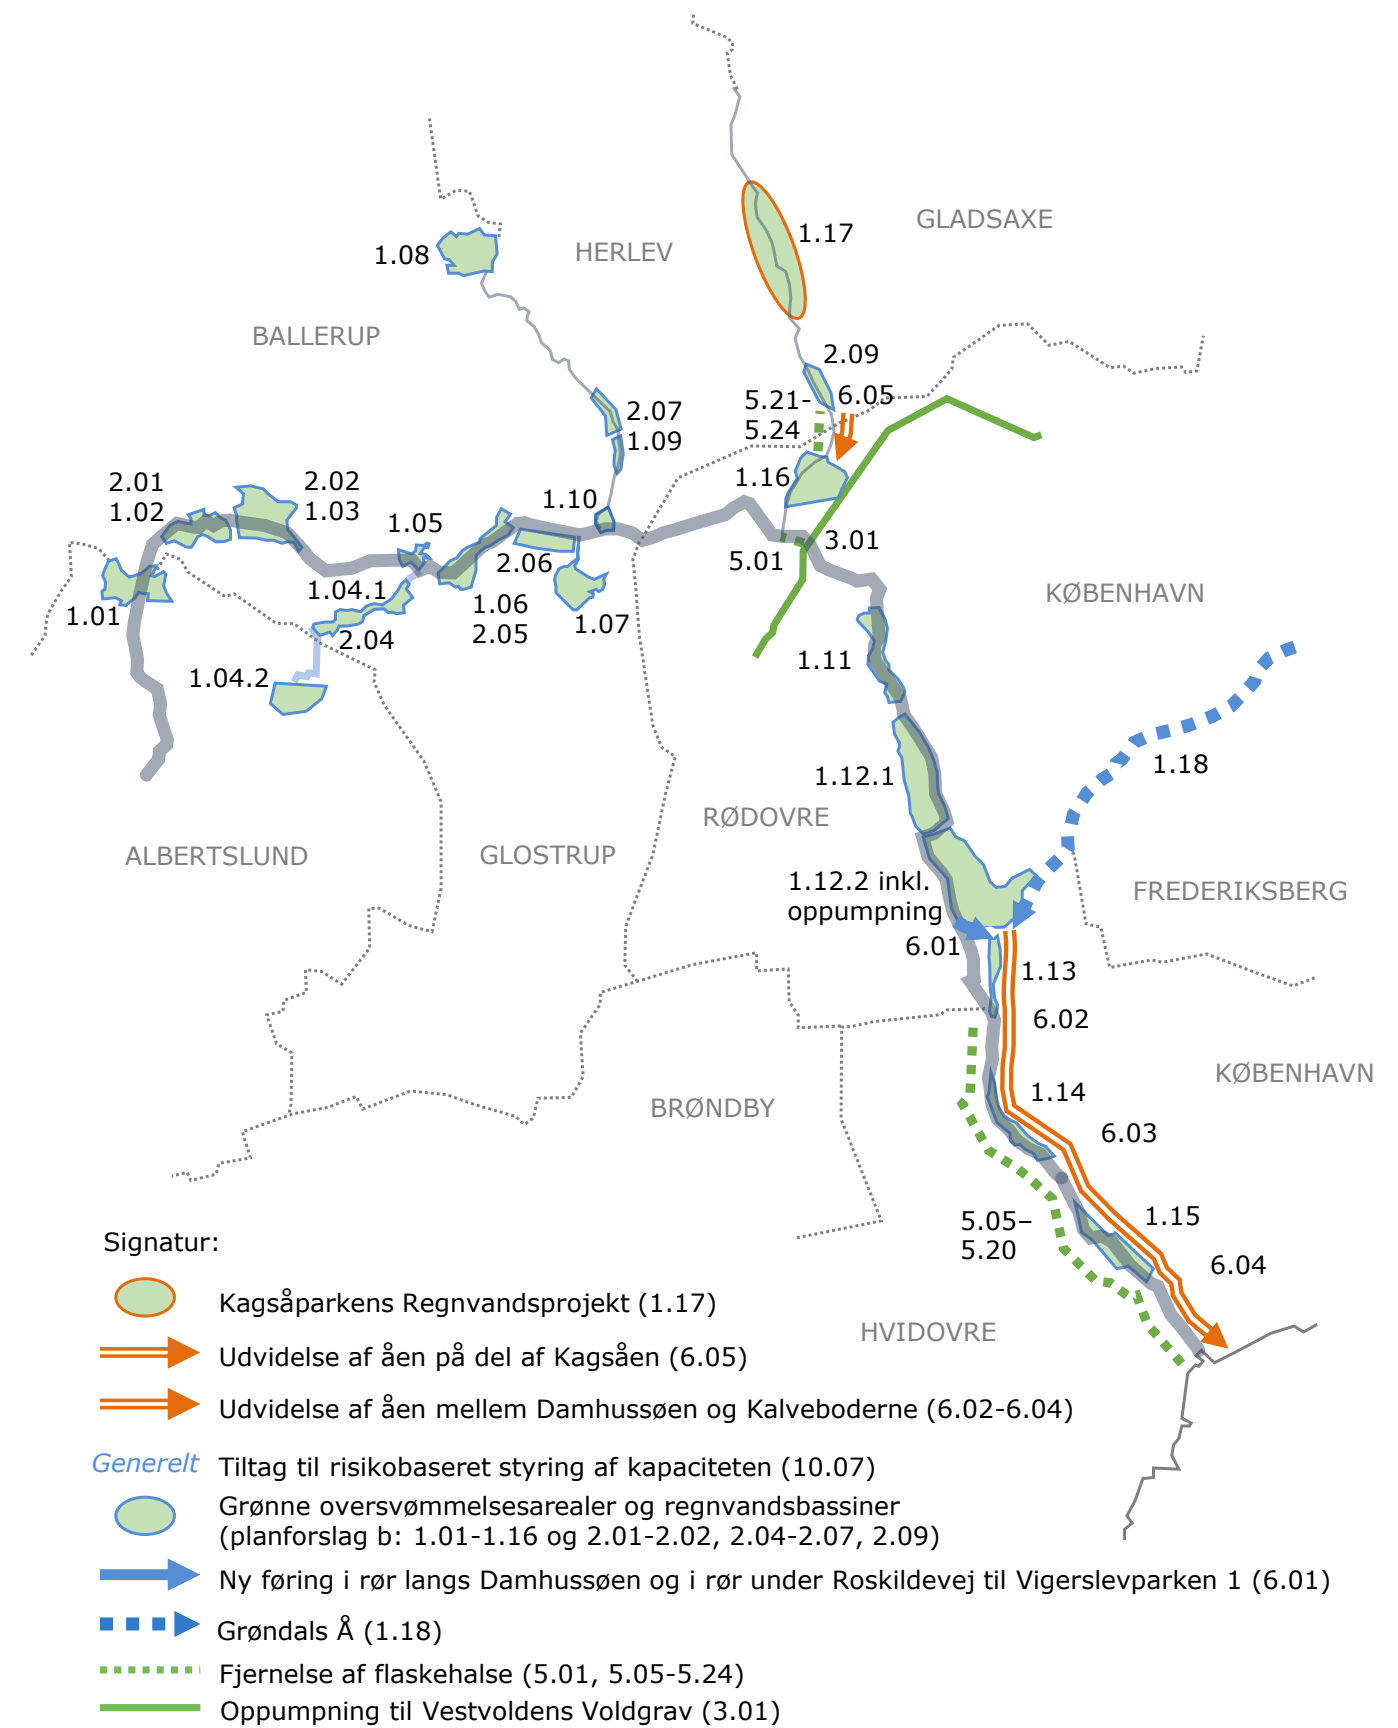 1.17
GLADSAXE
HERLEV
1.08
BALLERUP
2.09
5.21-
5.24
6.05
2.07
1.09
1.16
2.01
1.02
2.02
1.03
1.10
1.05
3.01
5.01
2.06
1.04.1
1.01
1.06
2.05
1.07
2.04
KØBENHAVN
1.11
1.04.2
1.18
1.12.1
RØDOVRE
ALBERTSLUND
GLOSTRUP
1.12.2 inkl.
oppumpning
FREDERIKSBERG
6.01
1.13
6.02
KØBENHAVN
1.14
BRØNDBY
6.03
1.15
5.05–
5.20
6.04
HVIDOVRE
Signatur:
Kagsåparkens Regnvandsprojekt (1.17)
Udvidelse af åen på del af Kagsåen (6.05)
Udvidelse af åen mellem Damhussøen og Kalveboderne (6.02-6.04)
Generelt Tiltag til risikobaseret styring af kapaciteten (10.07)
Grønne oversvømmelsesarealer og regnvandsbassiner
(planforslag b: 1.01-1.16 og 2.01-2.02, 2.04-2.07, 2.09)
Ny føring i rør langs Damhussøen og i rør under Roskildevej til Vigerslevparken 1 (6.01)
Grøndals Å (1.18)
Fjernelse af flaskehalse (5.01, 5.05-5.24)
Oppumpning til Vestvoldens Voldgrav (3.01)